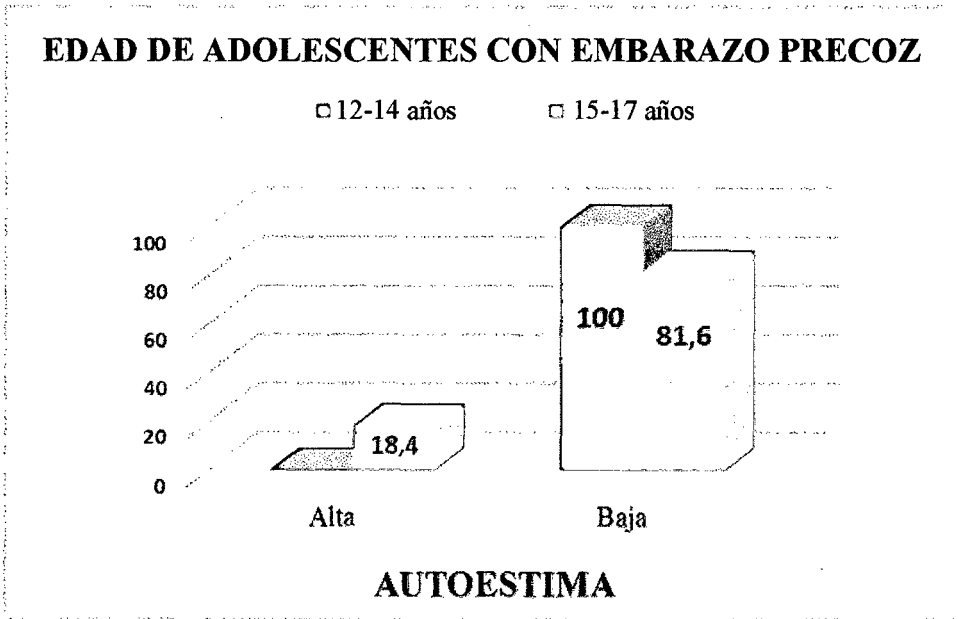 EDAD DE ADOLESCENTES CON EMBARAZO PRECOZ
12-14 años 15-17 años
100
80
60
40
20
0
100
81,6
18,4
Alta Baja
AUTOESTIMA